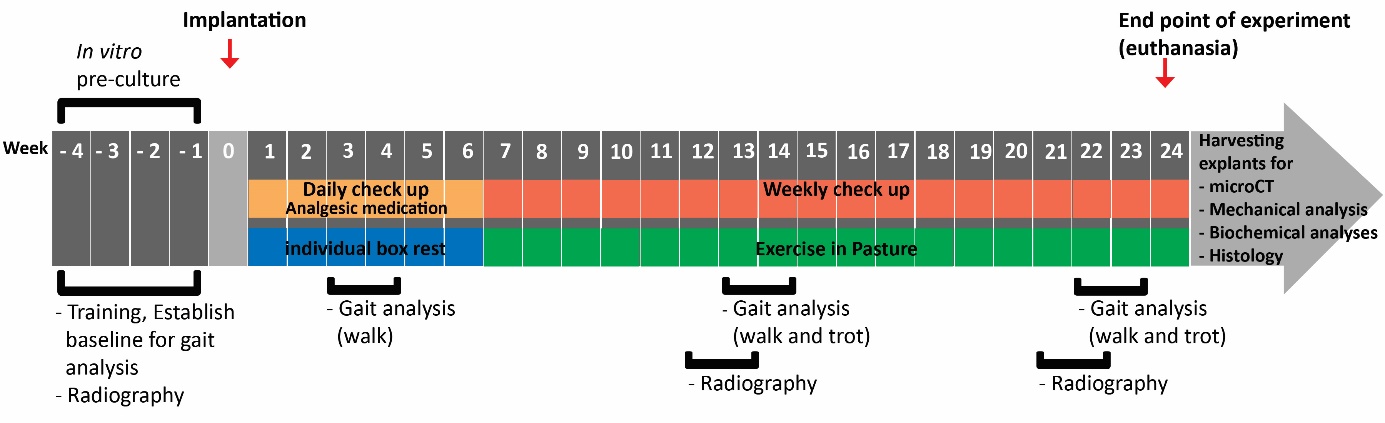 Implantation
End point of experiment
(euthanasia)
In vitro
pre-culture
Week - 4 - 3 - 2 - 1 0 1 2 3 4 5 6 7 8 9 10 11 12 13 14 15 16 17 18 19 20 21 22 23 24
Daily check up
Analgesic medication
Weekly check up
individual box rest
Exercise in Pasture
Harvesting
explants for
- microCT
- Mechanical analysis
- Biochemical analyses
- Histology
- Training, Establish
baseline for gait
analysis
- Radiography
- Gait analysis
(walk)
- Gait analysis
(walk and trot)
- Radiography
- Gait analysis
(walk and trot)
- Radiography